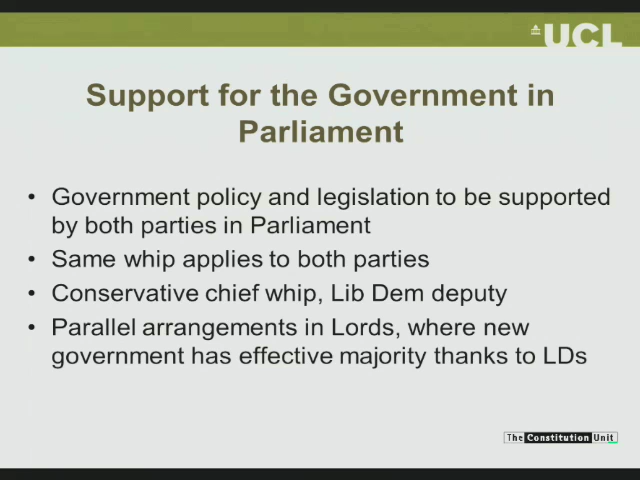 UCL
Support for the Government in
Parliament
• Government policy and legislation to be supported
by both parties in Parliament
• Same whip applies to both parties
• Conservative chief whip, Lib Dem deputy
• Parallel arrangements in Lords, where new
government has effective majority thanks to LDs
The Constitution Unit